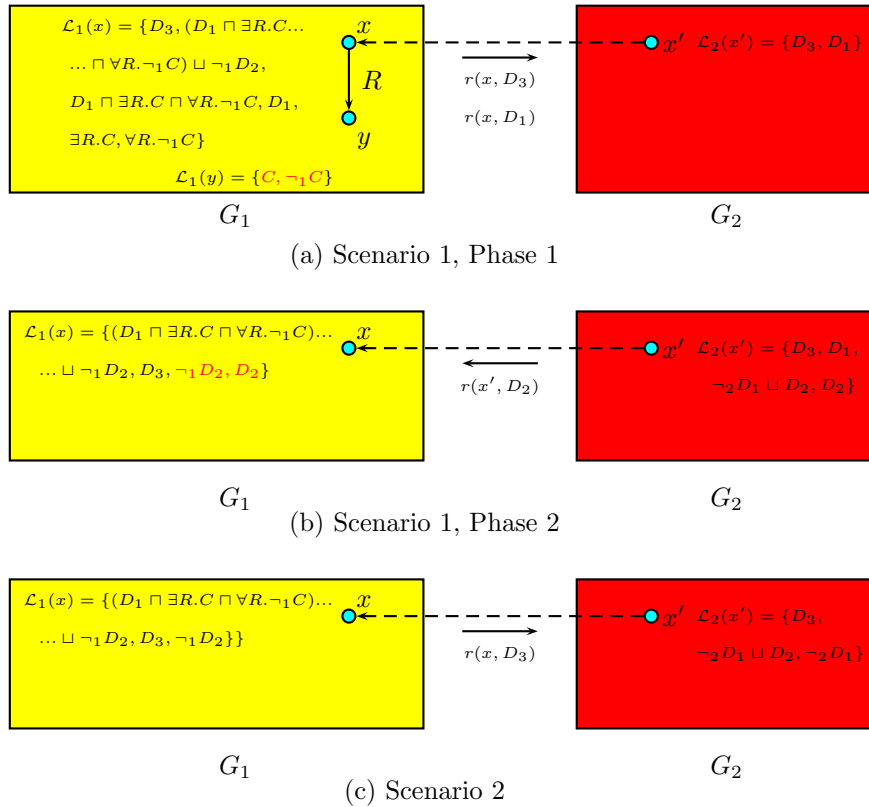 ℒ₁(x) = {D₃, (D₁ ⊓ ∃R.C...
... ⊓ ∀R.¬₁C) ⊔ ¬₁D₂,
D₁ ⊓ ∃R.C ⊓ ∀R.¬₁C, D₁,
∃R.C, ∀R.¬₁C}
x
R
y
ℒ₁(y) = {C, ¬₁C}
r(x, D₃)
r(x, D₁)
x′ ℒ₂(x′) = {D₃, D₁}
G₁
G₂
(a) Scenario 1, Phase 1
ℒ₁(x) = {(D₁ ⊓ ∃R.C ⊓ ∀R.¬₁C)...
... ⊔ ¬₁D₂, D₃, ¬₁D₂, D₂}
x
r(x′, D₂)
x′ ℒ₂(x′) = {D₃, D₁,
¬₂D₁ ⊔ D₂, D₂}
G₁
G₂
(b) Scenario 1, Phase 2
ℒ₁(x) = {(D₁ ⊓ ∃R.C ⊓ ∀R.¬₁C)...
... ⊔ ¬₁D₂, D₃, ¬₁D₂}}
x
r(x, D₃)
x′ ℒ₂(x′) = {D₃,
¬₂D₁ ⊔ D₂, ¬₂D₁}
G₁
G₂
(c) Scenario 2